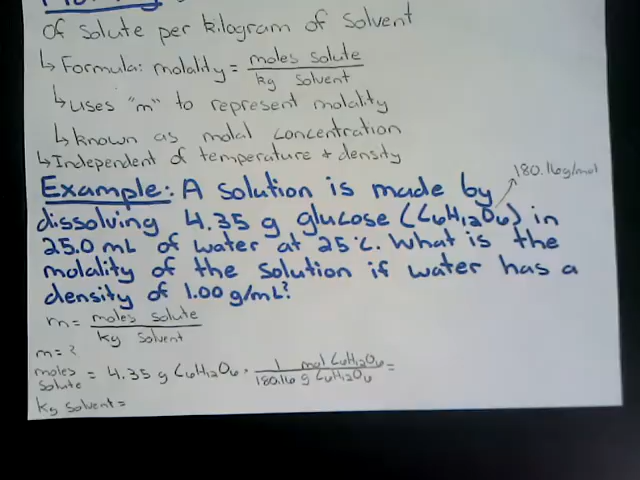 of solute per kilogram of solvent
↳ Formula: molality = moles solute / kg solvent
↳ uses "m" to represent molality
↳ known as molal concentration
↳ Independent of temperature + density
180.16g/mol
Example: A solution is made by
dissolving 4.35 g glucose (C6H12O6) in
25.0 mL of water at 25°C. What is the
molality of the solution if water has a
density of 1.00 g/mL?
m = moles solute / kg solvent
m = ?
moles solute = 4.35 g C6H12O6 · 1 mol C6H12O6 / 180.16 g C6H12O6 =
kg solvent =